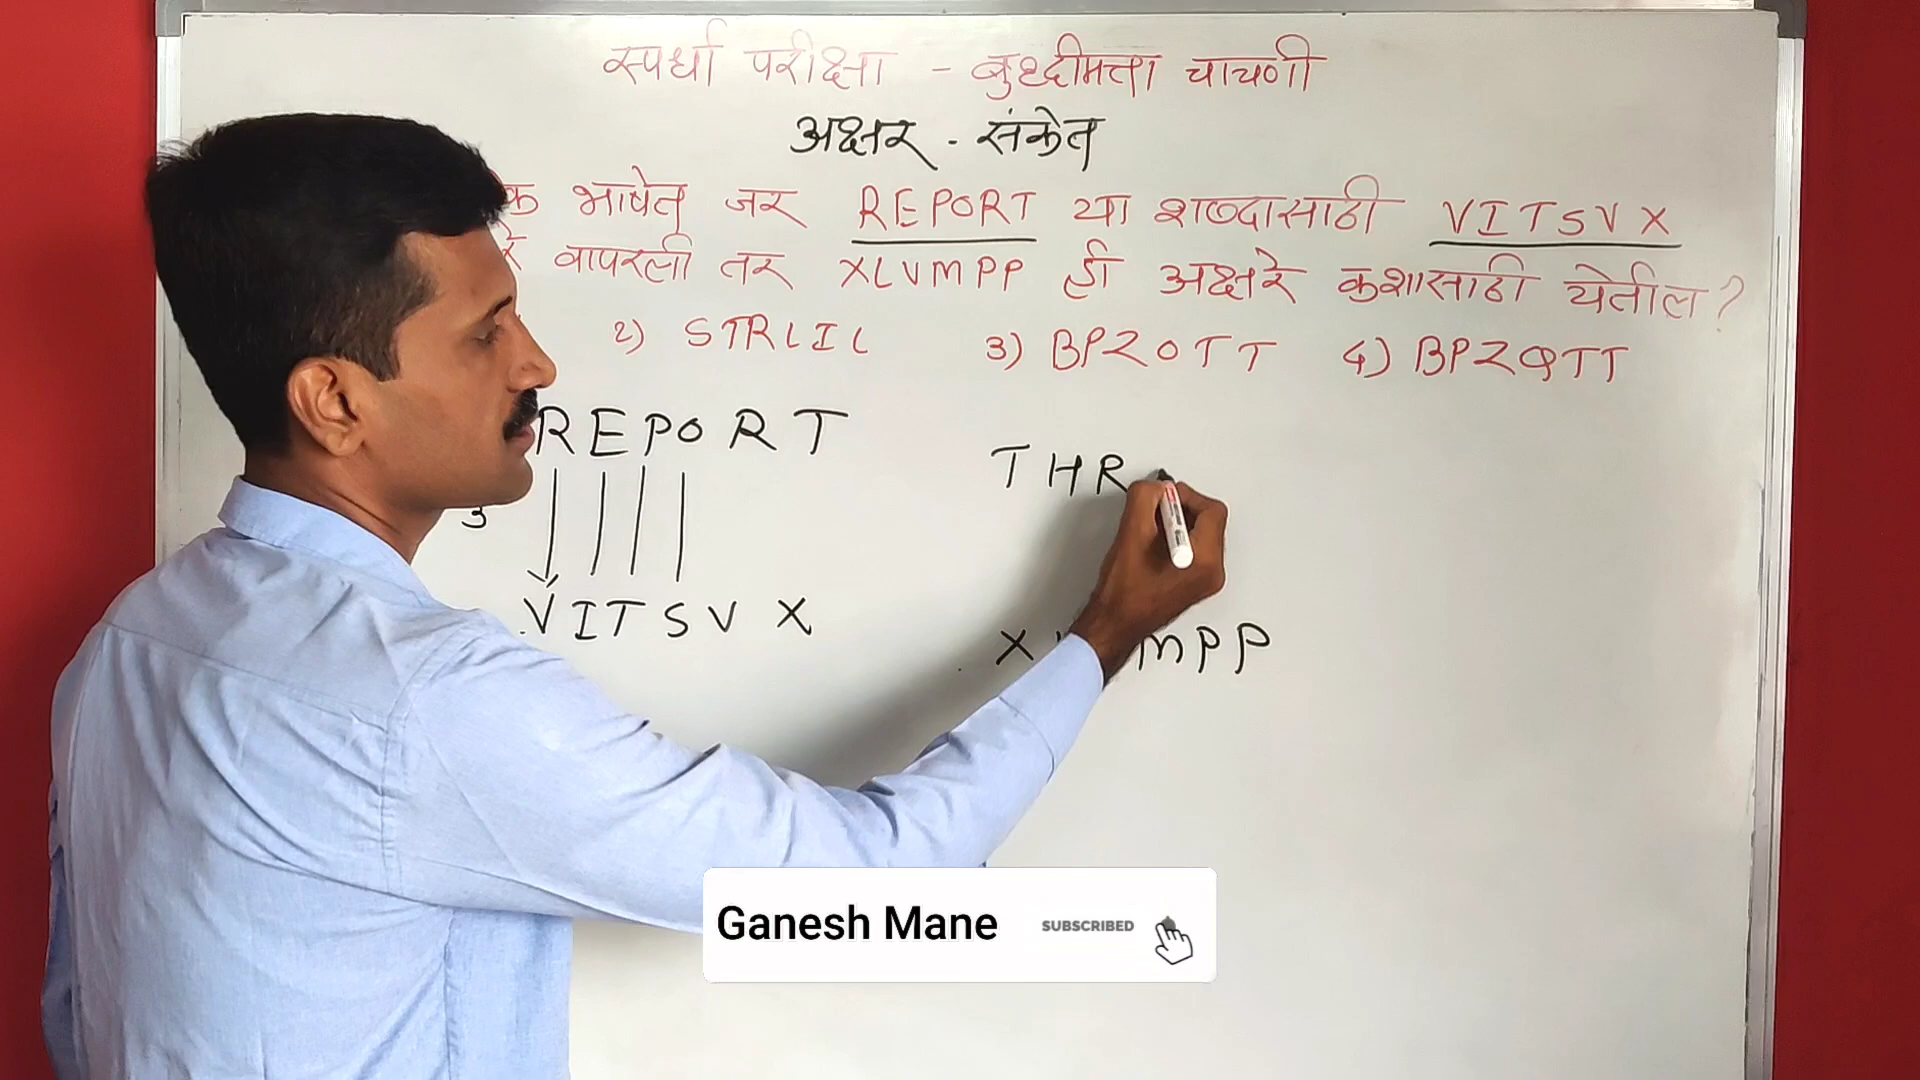 स्पर्धा परीक्षा - बुध्दीमत्ता चाचणी
अक्षर - संकेत
भाषेत जर REPORT या शब्दासाठी VITSVX
वापरली तर XLVMPP ही अक्षरे कुशासाठी येतील?
2) STRLIL 3) BPZOTT 4) BPZQTT
REPORT
THR
3
VITSVX
X MPP
Ganesh Mane SUBSCRIBED